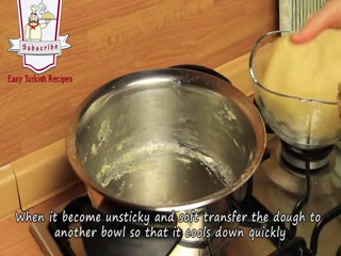 Subscribe
Easy Turkish Recipes
When it become unsticky and soft transfer the dough to
another bowl so that it cools down quickly